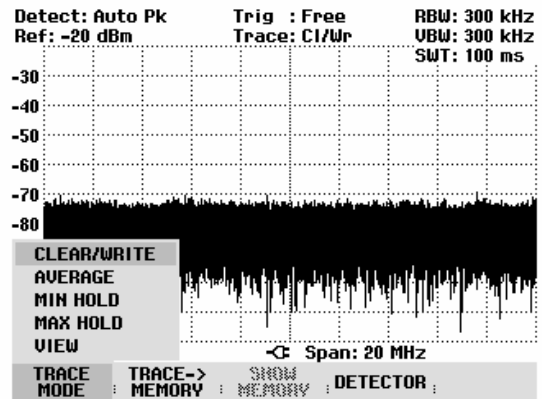 Detect: Auto Pk Trig : Free RBW: 300 kHz
Ref: -20 dBm Trace: Cl/Wr VBW: 300 kHz
SWT: 100 ms
-30
-40
-50
-60
-70
-80
CLEAR/WRITE
AVERAGE
MIN HOLD
MAX HOLD
VIEW
Span: 20 MHz
TRACE MODE
TRACE-> MEMORY
SHOW MEMORY
DETECTOR